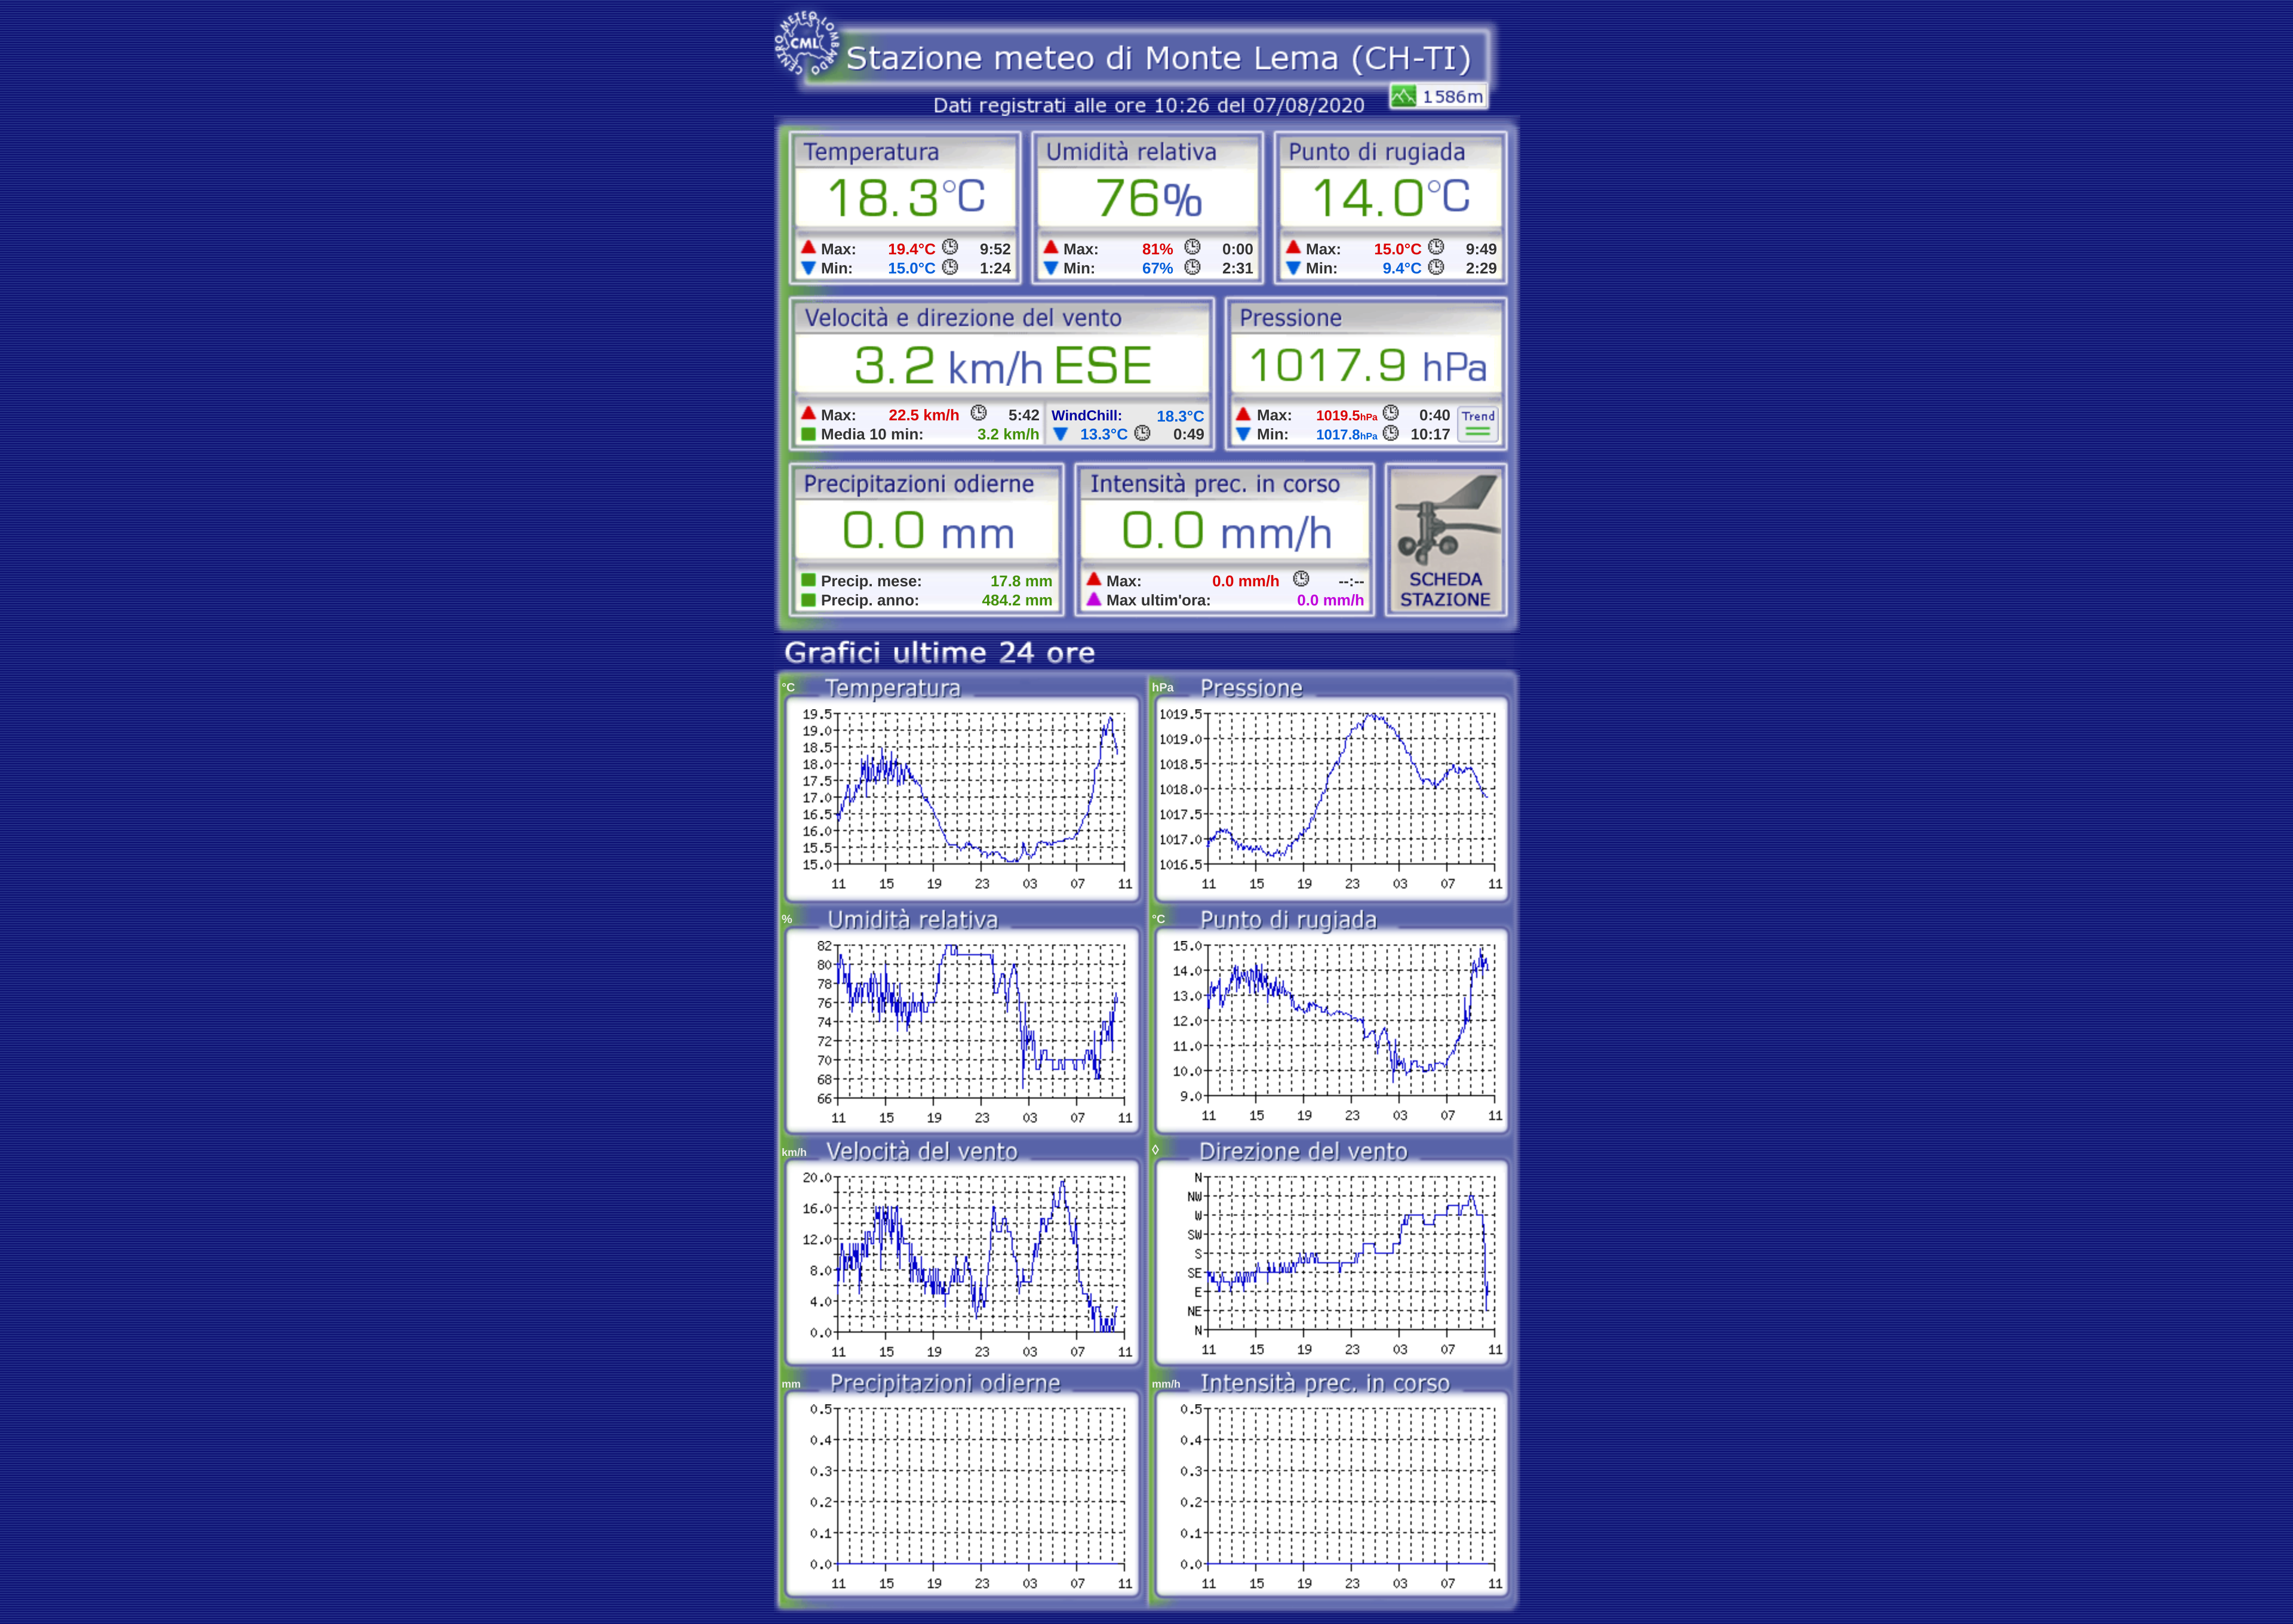 CENTRO METEO LOMBARDO
CML
Stazione meteo di Monte Lema (CH-TI)
Dati registrati alle ore 10:26 del 07/08/2020
1586m
Temperatura
18.3°C
Max: 19.4°C 9:52
Min: 15.0°C 1:24
Umidità relativa
76%
Max: 81% 0:00
Min: 67% 2:31
Punto di rugiada
14.0°C
Max: 15.0°C 9:49
Min: 9.4°C 2:29
Velocità e direzione del vento
3.2 km/h ESE
Max: 22.5 km/h 5:42
Media 10 min: 3.2 km/h
WindChill: 18.3°C
13.3°C 0:49
Pressione
1017.9 hPa
Max: 1019.5hPa 0:40
Min: 1017.8hPa 10:17
Trend
Precipitazioni odierne
0.0 mm
Precip. mese: 17.8 mm
Precip. anno: 484.2 mm
Intensità prec. in corso
0.0 mm/h
Max: 0.0 mm/h --:--
Max ultim'ora: 0.0 mm/h
SCHEDA
STAZIONE
Grafici ultime 24 ore
°C Temperatura
19.5
19.0
18.5
18.0
17.5
17.0
16.5
16.0
15.5
15.0
11 15 19 23 03 07 11
hPa Pressione
1019.5
1019.0
1018.5
1018.0
1017.5
1017.0
1016.5
11 15 19 23 03 07 11
% Umidità relativa
82
80
78
76
74
72
70
68
66
11 15 19 23 03 07 11
°C Punto di rugiada
15.0
14.0
13.0
12.0
11.0
10.0
9.0
11 15 19 23 03 07 11
km/h Velocità del vento
20.0
16.0
12.0
8.0
4.0
0.0
11 15 19 23 03 07 11
◊ Direzione del vento
N
NW
W
SW
S
SE
E
NE
N
11 15 19 23 03 07 11
mm Precipitazioni odierne
0.5
0.4
0.3
0.2
0.1
0.0
11 15 19 23 03 07 11
mm/h Intensità prec. in corso
0.5
0.4
0.3
0.2
0.1
0.0
11 15 19 23 03 07 11